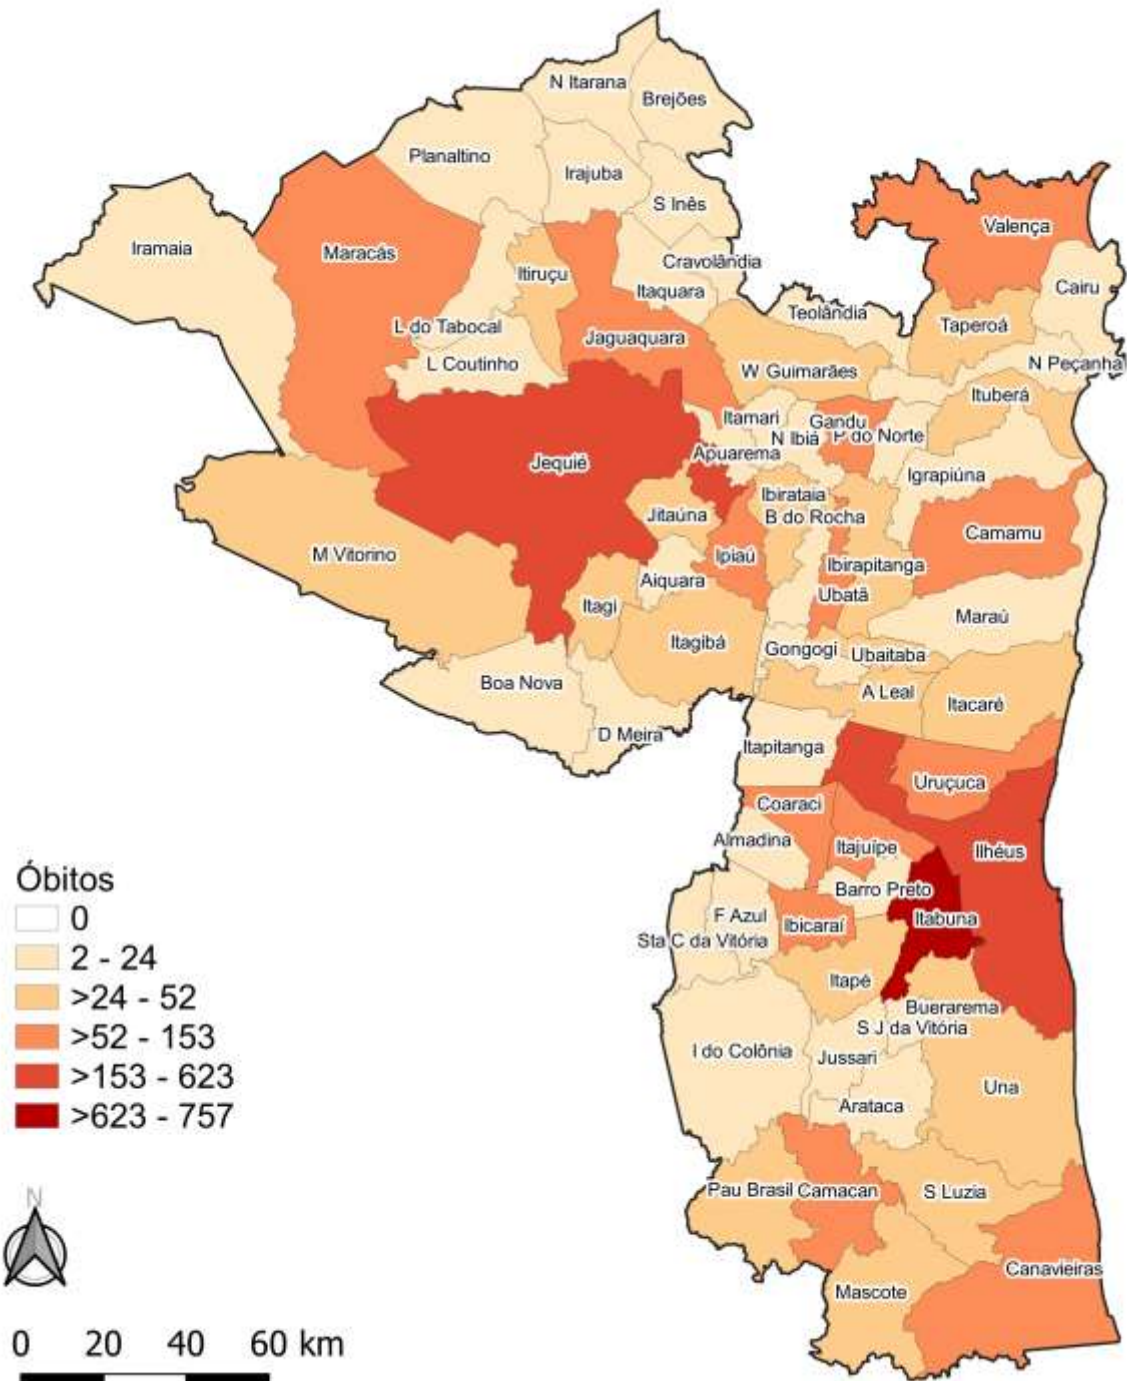 N Itarana
Brejões
Planaltino
Irajuba
S Inês
Valença
Iramaia
Maracás
Cravolândia
Itiruçu
Cairu
Itaquara
Teolândia
L do Tabocal
Taperoá
Jaguaquara
L Coutinho
N Peçanha
W Guimarães
Ituberá
Itamari
Gandu
N Ibiá
P do Norte
Apuarema
Jequié
Igrapiúna
Ibirataia
Jitaúna
B do Rocha
Camamu
M Vitorino
Ipiaú
Ibirapitanga
Aiquara
Ubatã
Itagi
Maraú
Itagibá
Gongogi
Ubaitaba
Boa Nova
A Leal
Itacaré
D Meira
Itapitanga
Uruçuca
Coaraci
Almadina
Itajuípe
Ilhéus
Barro Preto
F Azul
Ibicaraí
Itabuna
Sta C da Vitória
Itapé
Buerarema
S J da Vitória
I do Colônia
Jussari
Una
Arataca
Pau Brasil
Camacan
S Luzia
Canavieiras
Mascote
Óbitos
0
2 - 24
>24 - 52
>52 - 153
>153 - 623
>623 - 757
N
0 20 40 60 km